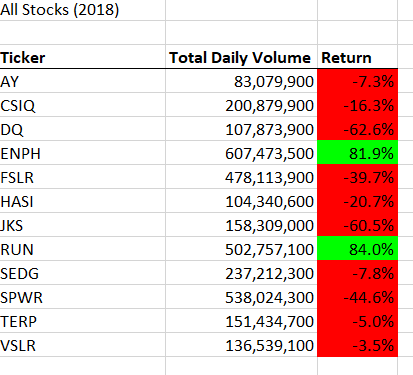 All Stocks (2018)
Ticker Total Daily Volume Return
AY 83,079,900 -7.3%
CSIQ 200,879,900 -16.3%
DQ 107,873,900 -62.6%
ENPH 607,473,500 81.9%
FSLR 478,113,900 -39.7%
HASI 104,340,600 -20.7%
JKS 158,309,000 -60.5%
RUN 502,757,100 84.0%
SEDG 237,212,300 -7.8%
SPWR 538,024,300 -44.6%
TERP 151,434,700 -5.0%
VSLR 136,539,100 -3.5%